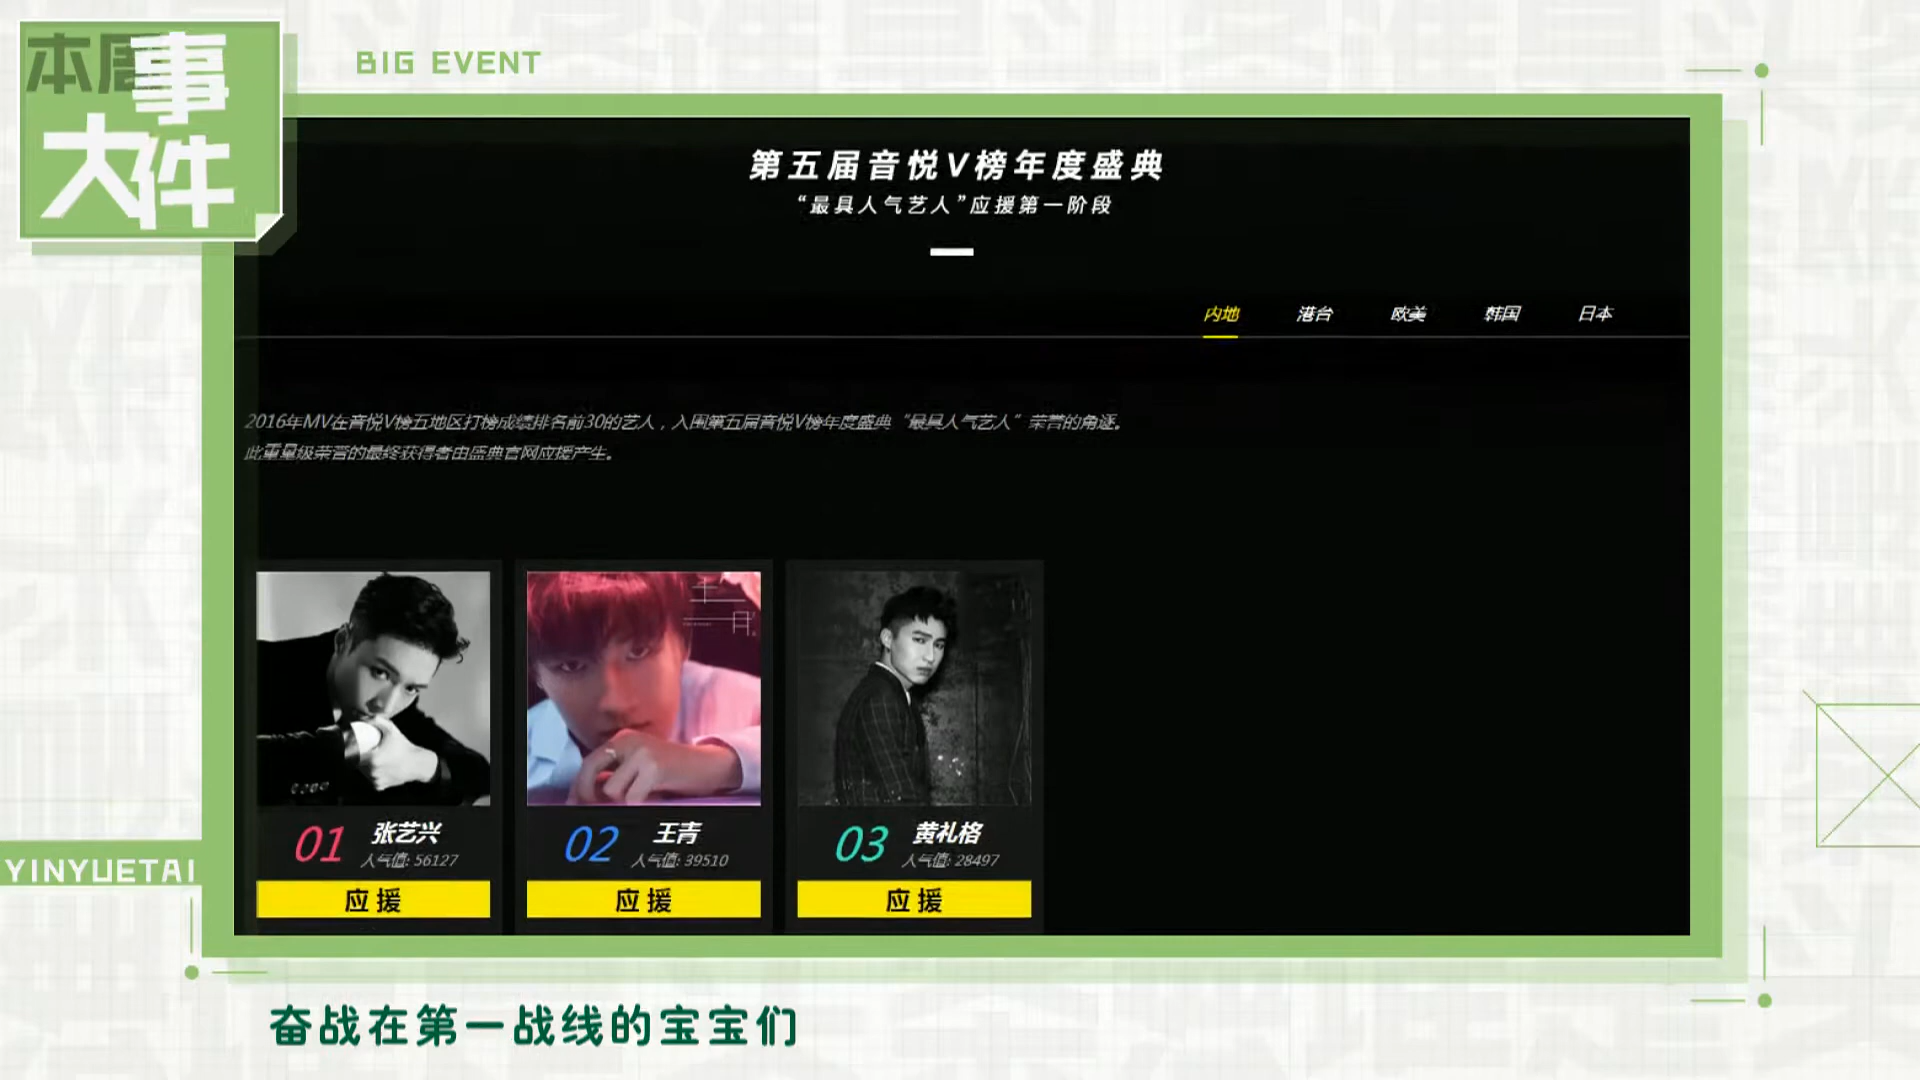 本周
大事件
BIG EVENT
第五届音悦V榜年度盛典
“最具人气艺人”应援第一阶段
内地 港台 欧美 韩国 日本
2016年MV在音悦V榜五地区打榜成绩排名前30的艺人，入围第五届音悦V榜年度盛典“最具人气艺人”荣誉的角逐。
此重量级荣誉的最终获得者由盛典官网应援产生。
01 张艺兴
人气值: 56127
应援
02 王青
人气值: 39510
应援
03 黄礼格
人气值: 28497
应援
YINYUETAI
奋战在第一战线的宝宝们